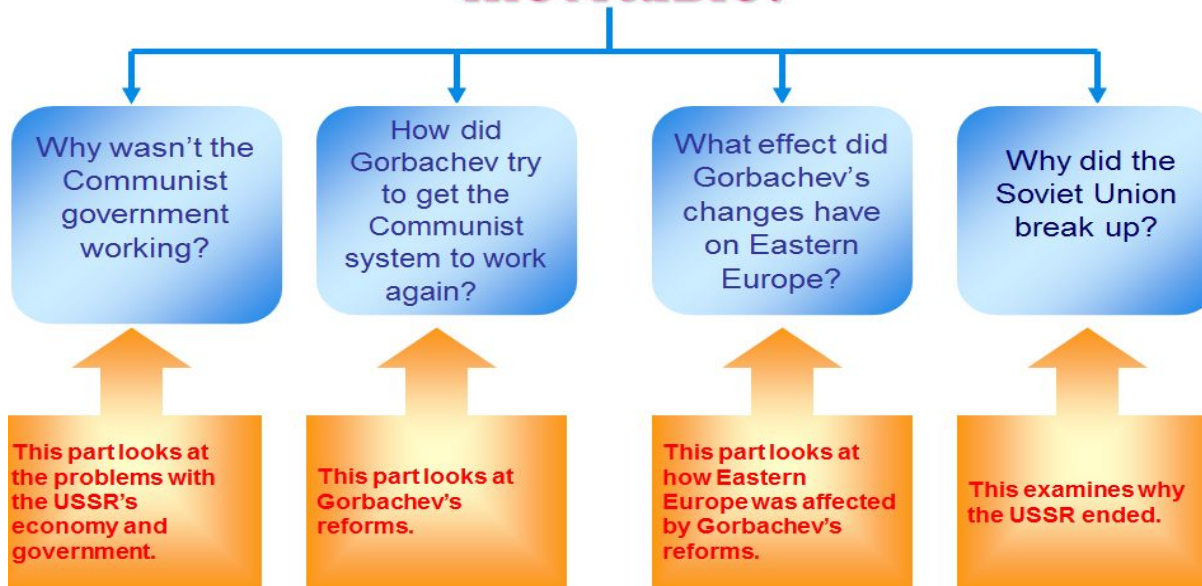 Why wasn't the
Communist
government
working?
How did
Gorbachev try
to get the
Communist
system to work
again?
What effect did
Gorbachev's
changes have
on Eastern
Europe?
Why did the
Soviet Union
break up?
This part looks at
the problems with
the USSR's
economy and
government.
This part looks at
Gorbachev's
reforms.
This part looks at
how Eastern
Europe was affected
by Gorbachev's
reforms.
This examines why
the USSR ended.